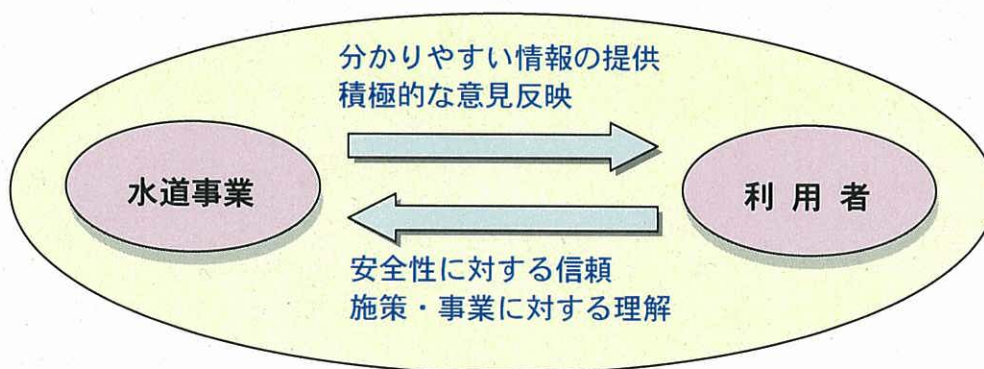 分かりやすい情報の提供
積極的な意見反映
水道事業
利 用 者
安全性に対する信頼
施策・事業に対する理解